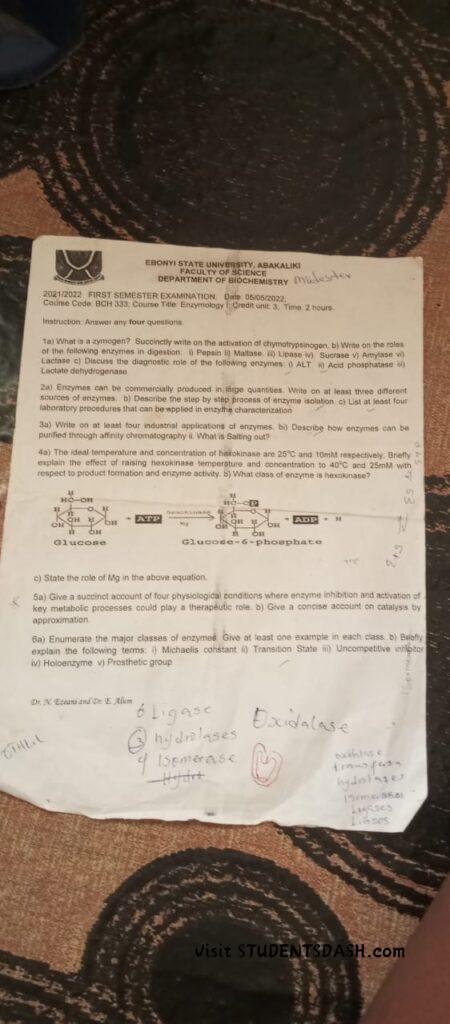 EBONYI STATE UNIVERSITY, ABAKALIKI
FACULTY OF SCIENCE
DEPARTMENT OF BIOCHEMISTRY
2021/2022 FIRST SEMESTER EXAMINATION. Date: 05/05/2022;
Course Code: BCH 333; Course Title: Enzymology I; Credit unit: 3; Time: 2 hours.
Instruction: Answer any four questions.
1a) What is a zymogen? Succinctly write on the activation of chymotrypsinogen. b) Write on the roles
of the following enzymes in digestion: i) Pepsin ii) Maltase. iii) Lipase iv) Sucrase v) Amylase vi)
Lactase c) Discuss the diagnostic role of the following enzymes: i) ALT ii) Acid phosphatase iii)
Lactate dehydrogenase
2a) Enzymes can be commercially produced in large quantities. Write on at least three different
sources of enzymes. b) Describe the step by step process of enzyme isolation. c) List at least four
laboratory procedures that can be applied in enzyme characterization
3a) Write on at least four industrial applications of enzymes. bi) Describe how enzymes can be
purified through affinity chromatography ii. What is Salting out?
4a) The ideal temperature and concentration of hexokinase are 25°C and 10mM respectively. Briefly
explain the effect of raising hexokinase temperature and concentration to 40°C and 25mM with
respect to product formation and enzyme activity. b) What class of enzyme is hexokinase?
Glucose + ATP
hexokinase
Mg
Glucose-6-phosphate + ADP + H
c) State the role of Mg in the above equation.
5a) Give a succinct account of four physiological conditions where enzyme inhibition and activation of
key metabolic processes could play a therapeutic role. b) Give a concise account on catalysis by
approximation.
6a) Enumerate the major classes of enzymes. Give at least one example in each class. b) Briefly
explain the following terms: i) Michaelis constant ii) Transition State iii) Uncompetitive inhibitor
iv) Holoenzyme v) Prosthetic group
Dr. N. Ezeani and Dr. E. Alum
6 Ligase
3 hydrolases
4 Isomerase
Hydra
Oxidalase
hydrolases
Isomerases
Ligases
Liases
Visit STUDENTSDASH.com